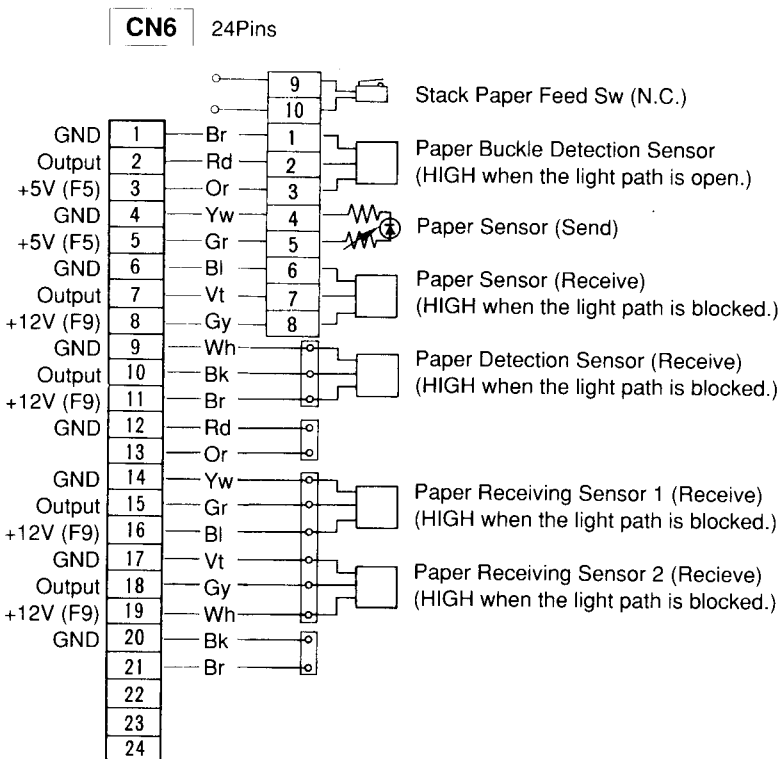 CN6 24Pins
9 Stack Paper Feed Sw (N.C.)
10
GND 1 Br 1 Paper Buckle Detection Sensor
Output 2 Rd 2 (HIGH when the light path is open.)
+5V (F5) 3 Or 3
GND 4 Yw 4 Paper Sensor (Send)
+5V (F5) 5 Gr 5
GND 6 Bl 6 Paper Sensor (Receive)
Output 7 Vt 7 (HIGH when the light path is blocked.)
+12V (F9) 8 Gy 8
GND 9 Wh Paper Detection Sensor (Receive)
Output 10 Bk (HIGH when the light path is blocked.)
+12V (F9) 11 Br
GND 12 Rd
13 Or
GND 14 Yw Paper Receiving Sensor 1 (Receive)
Output 15 Gr (HIGH when the light path is blocked.)
+12V (F9) 16 Bl
GND 17 Vt Paper Receiving Sensor 2 (Recieve)
Output 18 Gy (HIGH when the light path is blocked.)
+12V (F9) 19 Wh
GND 20 Bk
21 Br
22
23
24